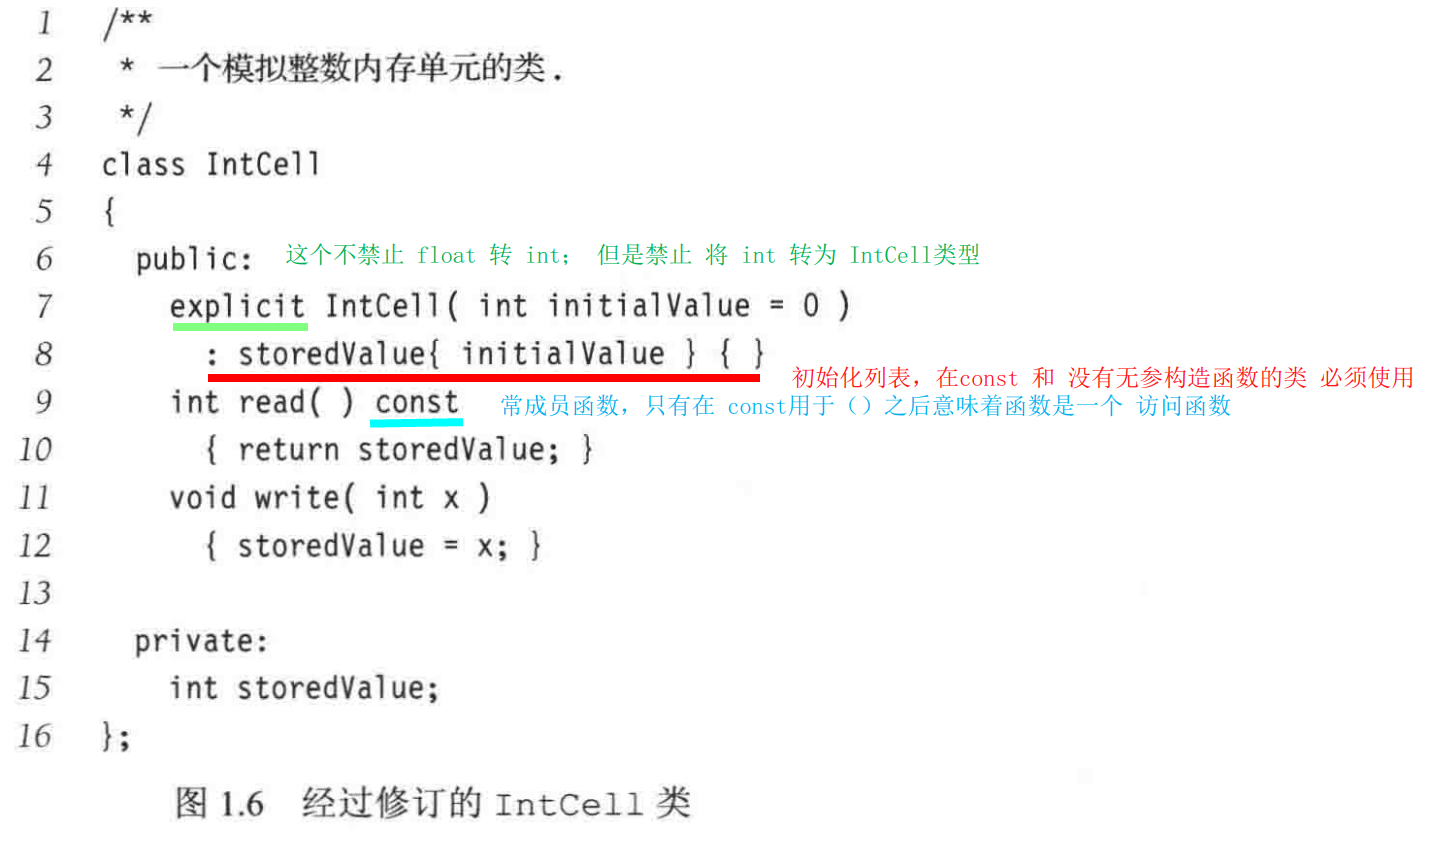 1 /**
2 * 一个模拟整数内存单元的类.
3 */
4 class IntCell
5 {
6 public: 这个不禁止 float 转 int; 但是禁止 将 int 转为 IntCell类型
7 explicit IntCell( int initialValue = 0 )
8 : storedValue{ initialValue } { }
初始化列表，在const 和 没有无参构造函数的类 必须使用
9 int read( ) const 常成员函数，只有在 const用于（）之后意味着函数是一个 访问函数
10 { return storedValue; }
11 void write( int x )
12 { storedValue = x; }
13
14 private:
15 int storedValue;
16 };
图 1.6 经过修订的 IntCell 类